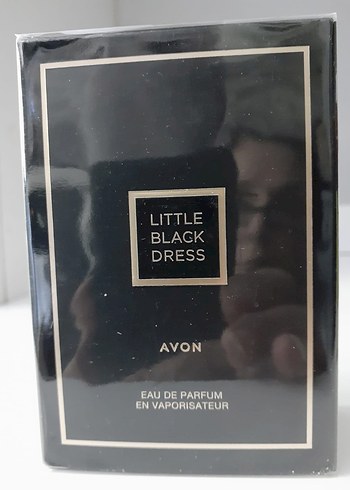 LITTLE
BLACK
DRESS
AVON
EAU DE PARFUM
EN VAPORISATEUR